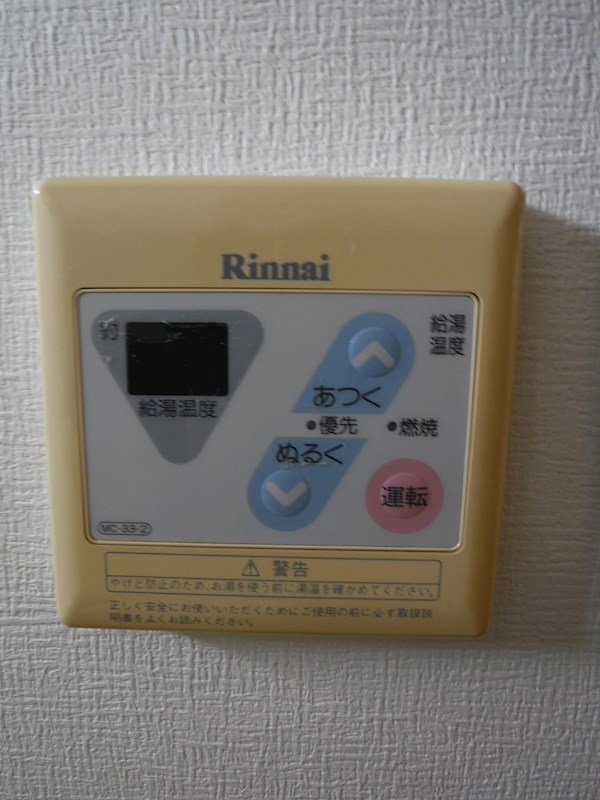 Rinnai
約
給湯温度
給湯
温度
あつく
●優先 ●燃焼
ぬるく
運転
MC-33-2
⚠ 警告
やけど防止のため、お湯を使う前に湯温を確かめてください。
正しく安全にお使いいただくためにご使用の前に必ず取扱説
明書をよくお読みください。